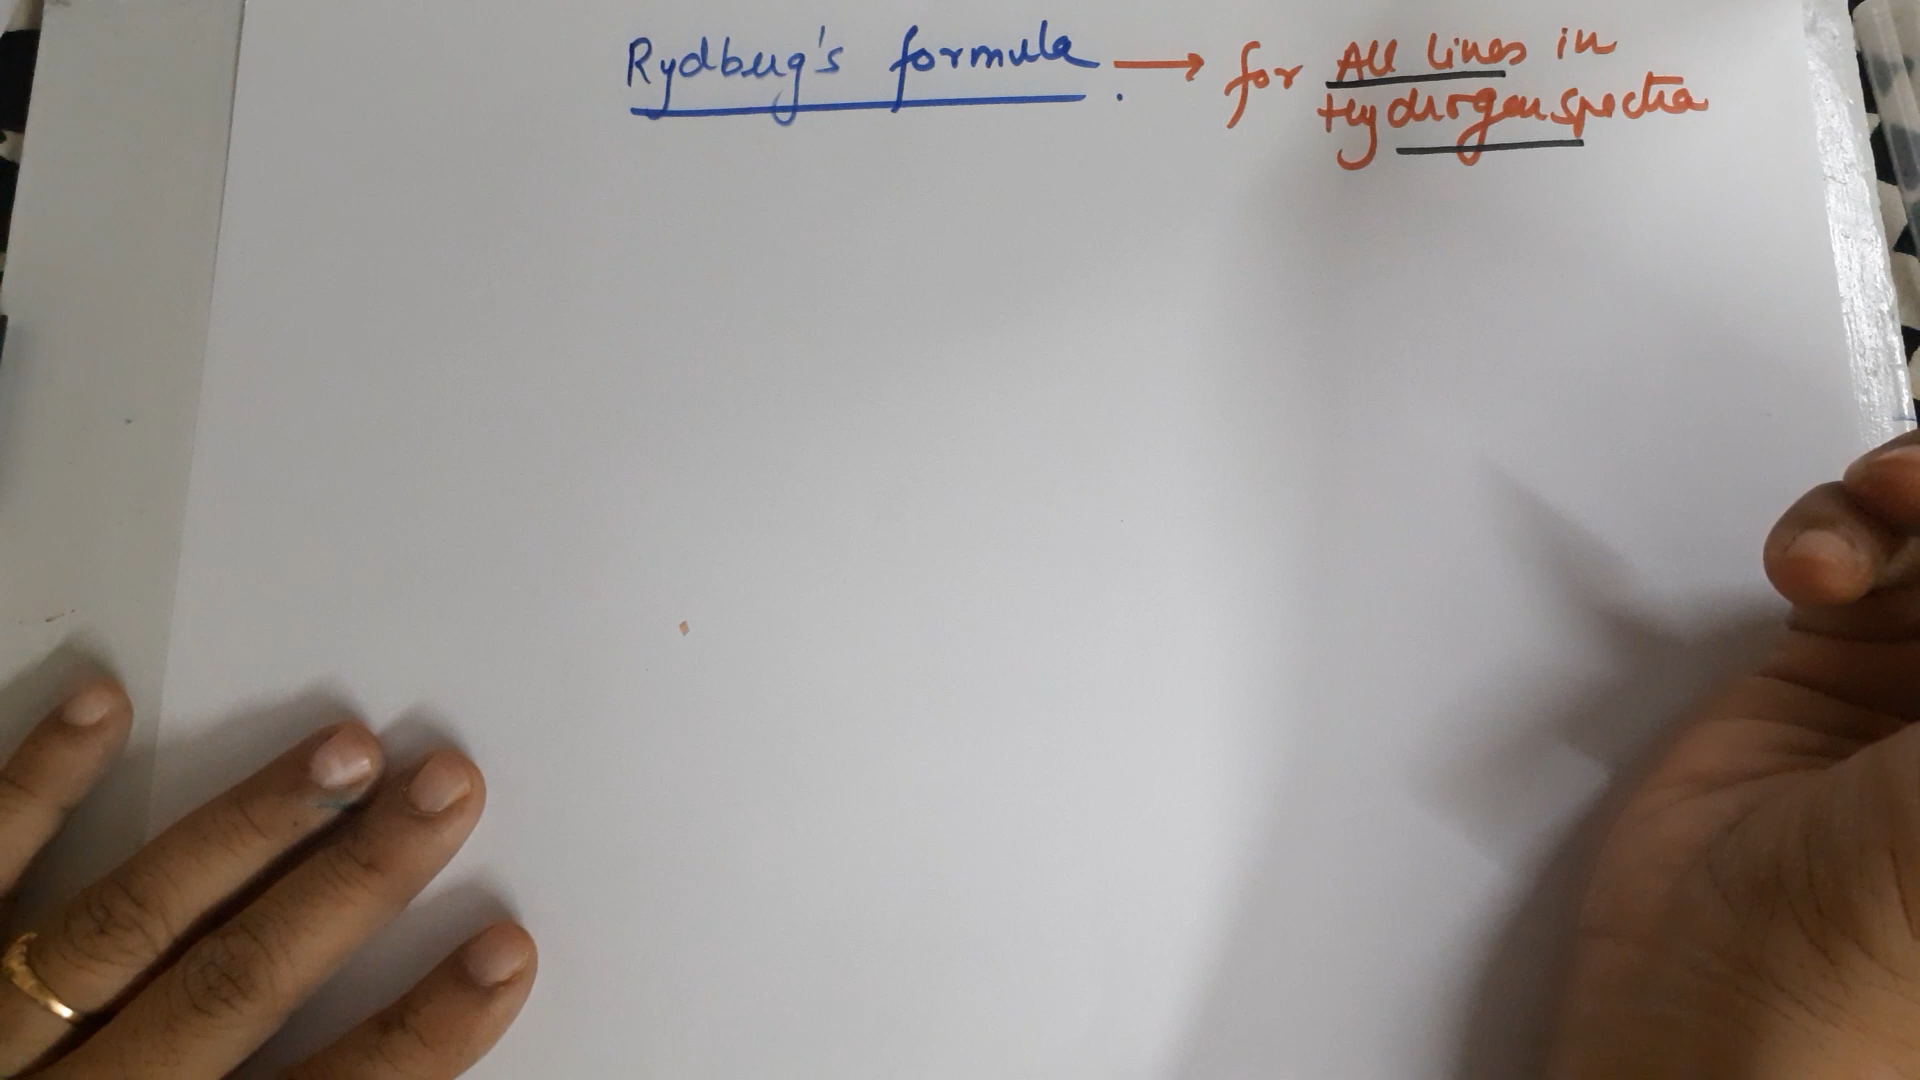 Rydberg's formula → for All lines in
Hydrogen spectra